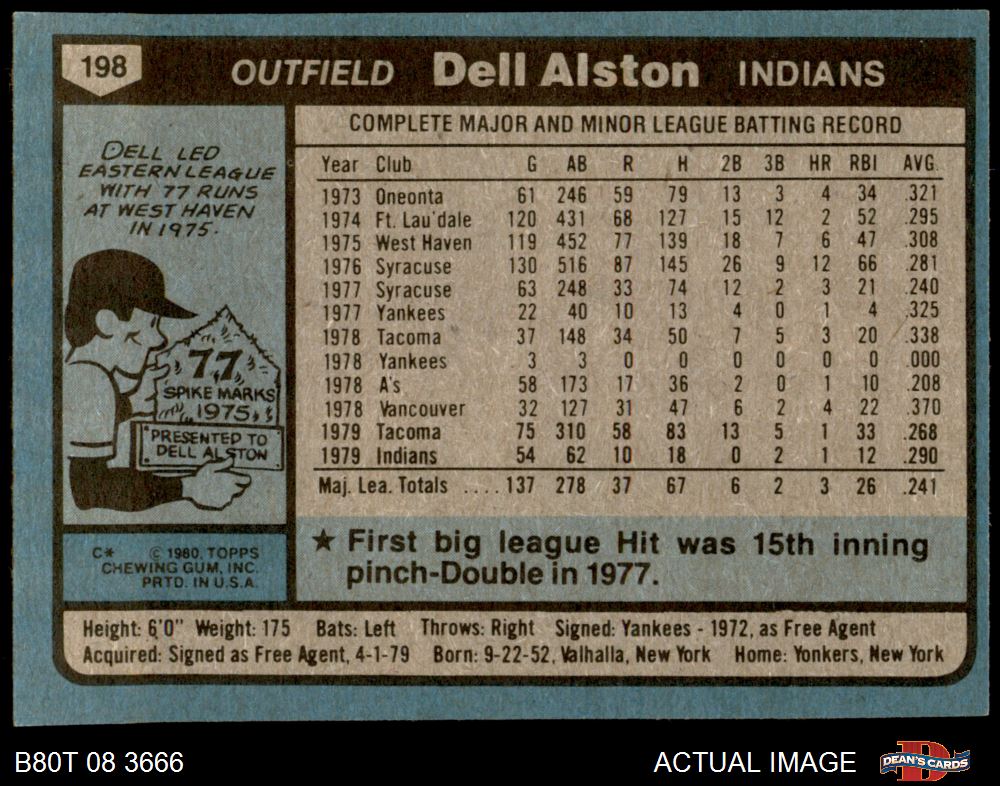 198
OUTFIELD Dell Alston INDIANS
DELL LED
EASTERN LEAGUE
WITH 77 RUNS
AT WEST HAVEN
IN 1975.
77
SPIKE MARKS
1975
PRESENTED TO
DELL ALSTON
C* © 1980, TOPPS
CHEWING GUM, INC.
PRTD. IN U.S.A.
COMPLETE MAJOR AND MINOR LEAGUE BATTING RECORD
Year Club G AB R H 2B 3B HR RBI AVG.
1973 Oneonta 61 246 59 79 13 3 4 34 .321
1974 Ft. Lau'dale 120 431 68 127 15 12 2 52 .295
1975 West Haven 119 452 77 139 18 7 6 47 .308
1976 Syracuse 130 516 87 145 26 9 12 66 .281
1977 Syracuse 63 248 33 74 12 2 3 21 .240
1977 Yankees 22 40 10 13 4 0 1 4 .325
1978 Tacoma 37 148 34 50 7 5 3 20 .338
1978 Yankees 3 3 0 0 0 0 0 0 .000
1978 A's 58 173 17 36 2 0 1 10 .208
1978 Vancouver 32 127 31 47 6 2 4 22 .370
1979 Tacoma 75 310 58 83 13 5 1 33 .268
1979 Indians 54 62 10 18 0 2 1 12 .290
Maj. Lea. Totals .... 137 278 37 67 6 2 3 26 .241
★ First big league Hit was 15th inning
pinch-Double in 1977.
Height: 6'0" Weight: 175 Bats: Left Throws: Right Signed: Yankees - 1972, as Free Agent
Acquired: Signed as Free Agent, 4-1-79 Born: 9-22-52, Valhalla, New York Home: Yonkers, New York
B80T 08 3666 ACTUAL IMAGE
D
DEAN'S CARDS